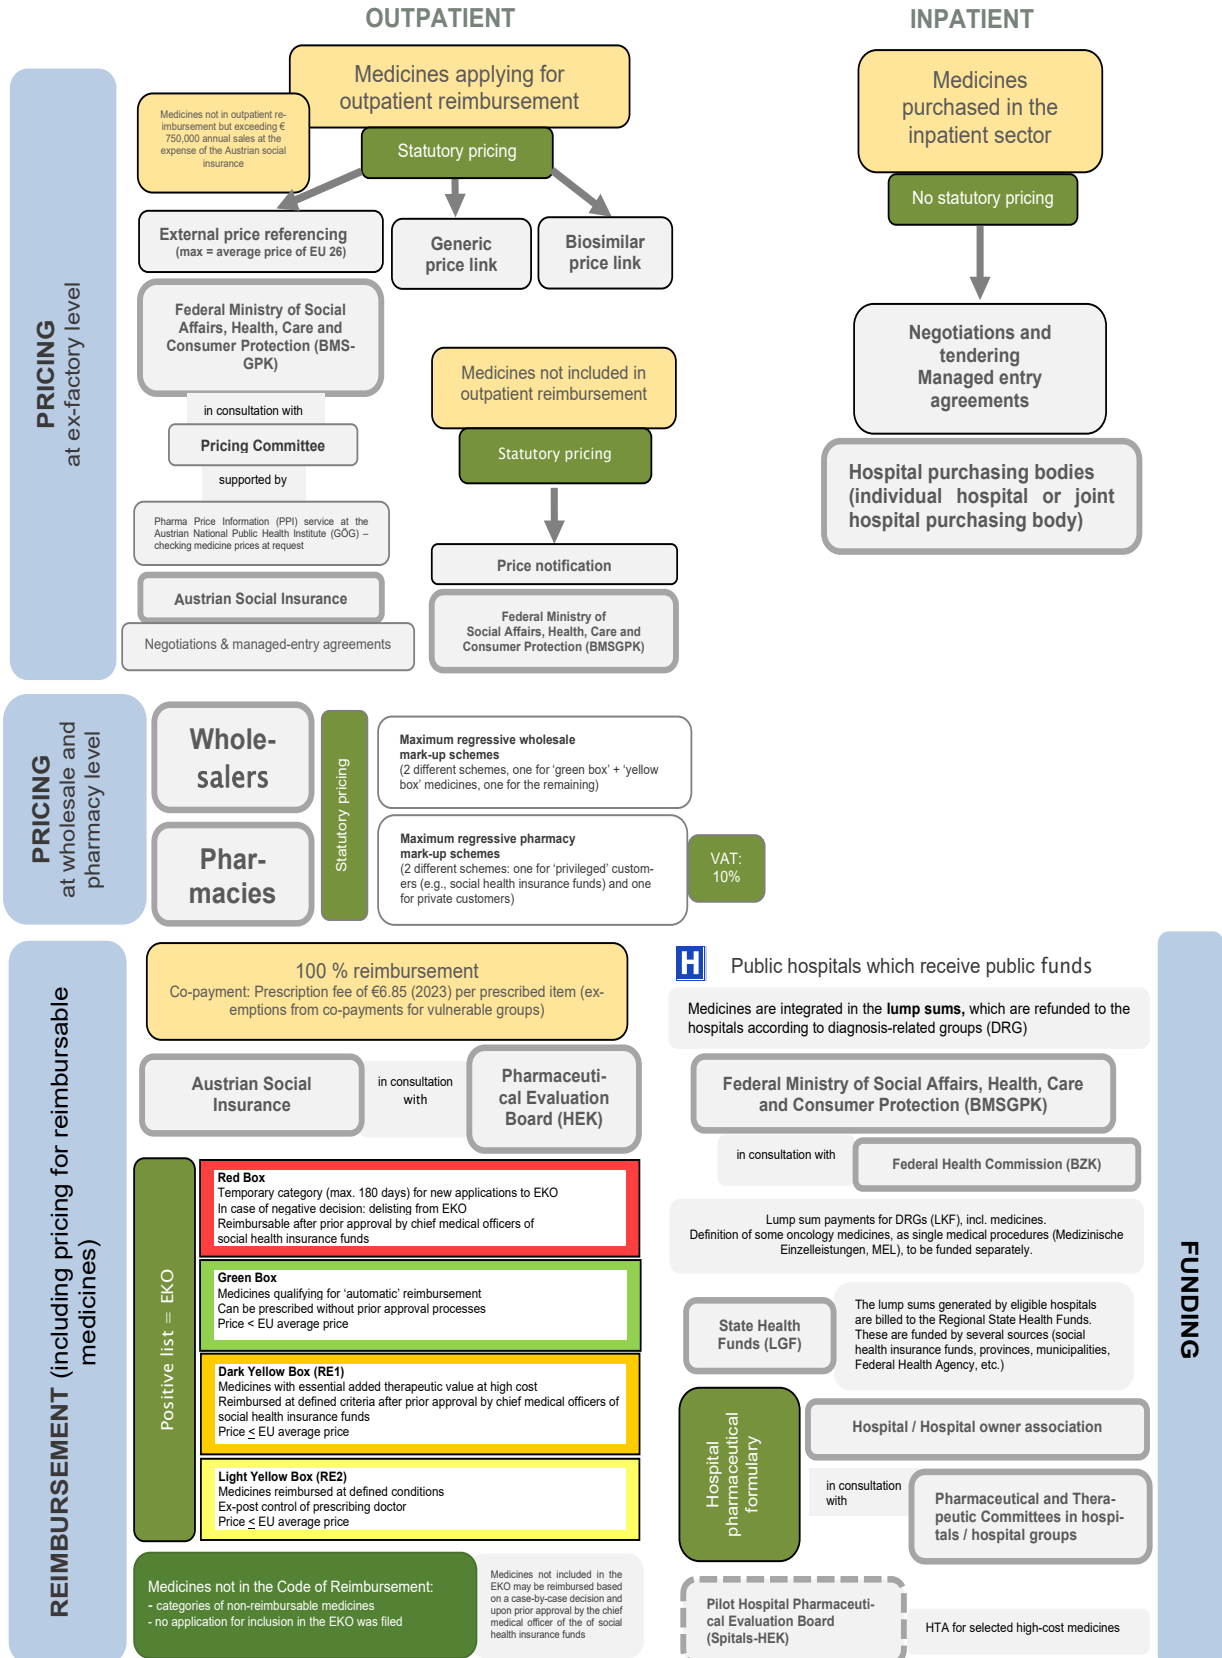 OUTPATIENT
INPATIENT
PRICING
at ex-factory level
Medicines applying for
outpatient reimbursement
Medicines not in outpatient re-
imbursement but exceeding €
750,000 annual sales at the
expense of the Austrian social
insurance
Statutory pricing
External price referencing
(max = average price of EU 26)
Generic
price link
Biosimilar
price link
Federal Ministry of Social
Affairs, Health, Care and
Consumer Protection (BMS-
GPK)
in consultation with
Pricing Committee
supported by
Pharma Price Information (PPI) service at the
Austrian National Public Health Institute (GÖG) –
checking medicine prices at request
Austrian Social Insurance
Negotiations & managed-entry agreements
Medicines not included in
outpatient reimbursement
Statutory pricing
Price notification
Federal Ministry of
Social Affairs, Health, Care and
Consumer Protection (BMSGPK)
Medicines
purchased in the
inpatient sector
No statutory pricing
Negotiations and
tendering
Managed entry
agreements
Hospital purchasing bodies
(individual hospital or joint
hospital purchasing body)
PRICING
at wholesale and
pharmacy level
Whole-
salers
Phar-
macies
Statutory pricing
Maximum regressive wholesale
mark-up schemes
(2 different schemes, one for ‘green box’ + ‘yellow
box’ medicines, one for the remaining)
Maximum regressive pharmacy
mark-up schemes
(2 different schemes: one for ‘privileged’ custom-
ers (e.g., social health insurance funds) and one
for private customers)
VAT:
10%
REIMBURSEMENT (including pricing for reimbursable
medicines)
100 % reimbursement
Co-payment: Prescription fee of €6.85 (2023) per prescribed item (ex-
emptions from co-payments for vulnerable groups)
Austrian Social
Insurance
in consultation
with
Pharmaceuti-
cal Evaluation
Board (HEK)
Positive list = EKO
Red Box
Temporary category (max. 180 days) for new applications to EKO
In case of negative decision: delisting from EKO
Reimbursable after prior approval by chief medical officers of
social health insurance funds
Green Box
Medicines qualifying for ‘automatic’ reimbursement
Can be prescribed without prior approval processes
Price < EU average price
Dark Yellow Box (RE1)
Medicines with essential added therapeutic value at high cost
Reimbursed at defined criteria after prior approval by chief medical officers of
social health insurance funds
Price ≤ EU average price
Light Yellow Box (RE2)
Medicines reimbursed at defined conditions
Ex-post control of prescribing doctor
Price ≤ EU average price
Medicines not in the Code of Reimbursement:
- categories of non-reimbursable medicines
- no application for inclusion in the EKO was filed
Medicines not included in the
EKO may be reimbursed based
on a case-by-case decision and
upon prior approval by the chief
medical officer of the of social
health insurance funds
H
Public hospitals which receive public funds
Medicines are integrated in the lump sums, which are refunded to the
hospitals according to diagnosis-related groups (DRG)
Federal Ministry of Social Affairs, Health, Care
and Consumer Protection (BMSGPK)
in consultation with
Federal Health Commission (BZK)
Lump sum payments for DRGs (LKF), incl. medicines.
Definition of some oncology medicines, as single medical procedures (Medizinische
Einzelleistungen, MEL), to be funded separately.
State Health
Funds (LGF)
The lump sums generated by eligible hospitals
are billed to the Regional State Health Funds.
These are funded by several sources (social
health insurance funds, provinces, municipalities,
Federal Health Agency, etc.)
Hospital
pharmaceutical
formulary
Hospital / Hospital owner association
in consultation
with
Pharmaceutical and Thera-
peutic Committees in hospi-
tals / hospital groups
Pilot Hospital Pharmaceuti-
cal Evaluation Board
(Spitals-HEK)
HTA for selected high-cost medicines
FUNDING